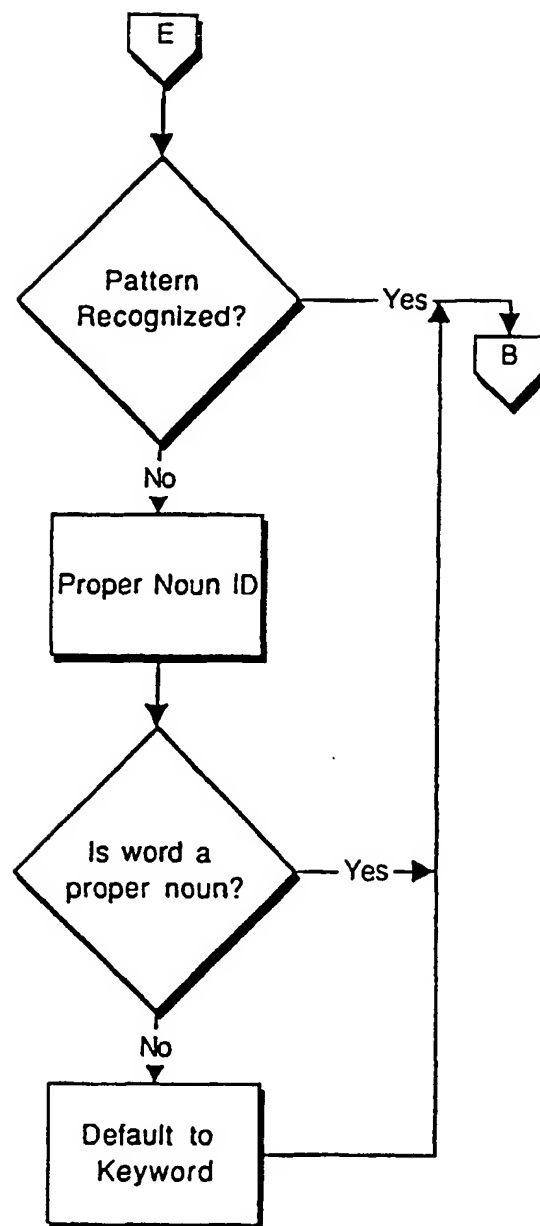 E
Pattern
Recognized?
Yes
B
No
Proper Noun ID
Is word a
proper noun?
Yes
No
Default to
Keyword